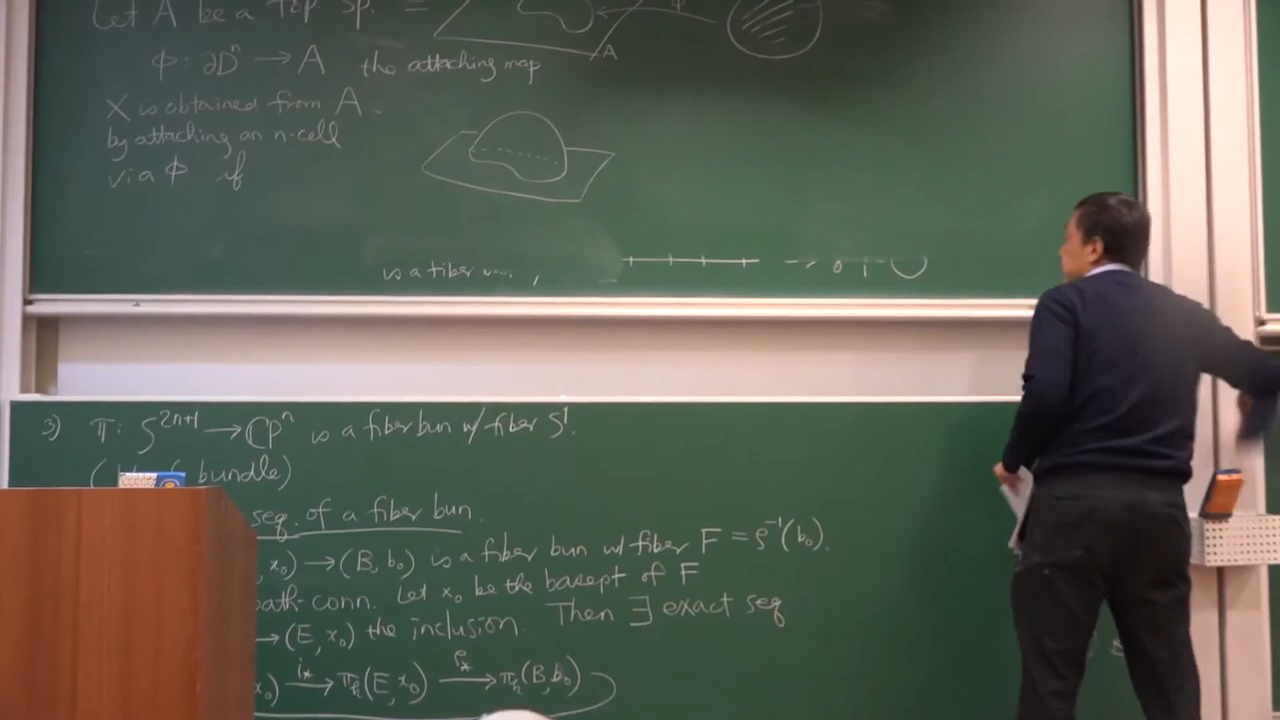 Let A be a top sp. =
φ
A
φ: ∂Dⁿ → A the attaching map
X is obtained from A
by attaching an n-cell
via φ if
is a fiber
3) π: S²ⁿ⁺¹ → ℂPⁿ is a fiber bun w/ fiber S¹.
bundle)
seq. of a fiber bun.
, x₀) → (B, b₀) is a fiber bun w/ fiber F = ρ⁻¹(b₀).
path-conn. Let x₀ be the basept of F
→ (E, x₀) the inclusion. Then ∃ exact seq.
x₀) i_* → π_k(E, x₀) ρ_* → π_k(B, b₀)